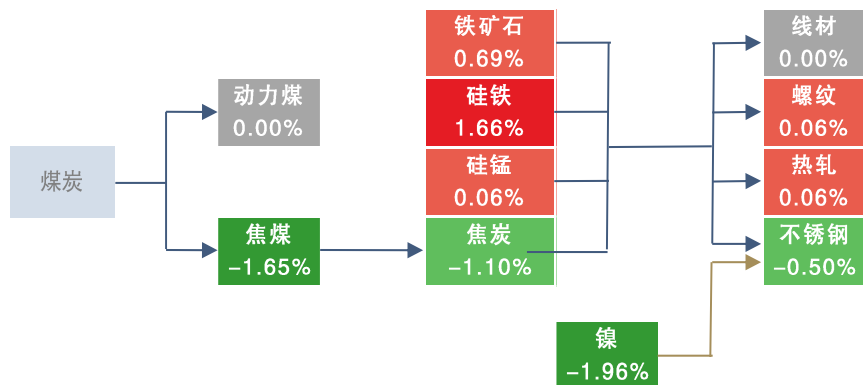 煤炭
动力煤
0.00%
焦煤
-1.65%
铁矿石
0.69%
硅铁
1.66%
硅锰
0.06%
焦炭
-1.10%
镍
-1.96%
线材
0.00%
螺纹
0.06%
热轧
0.06%
不锈钢
-0.50%